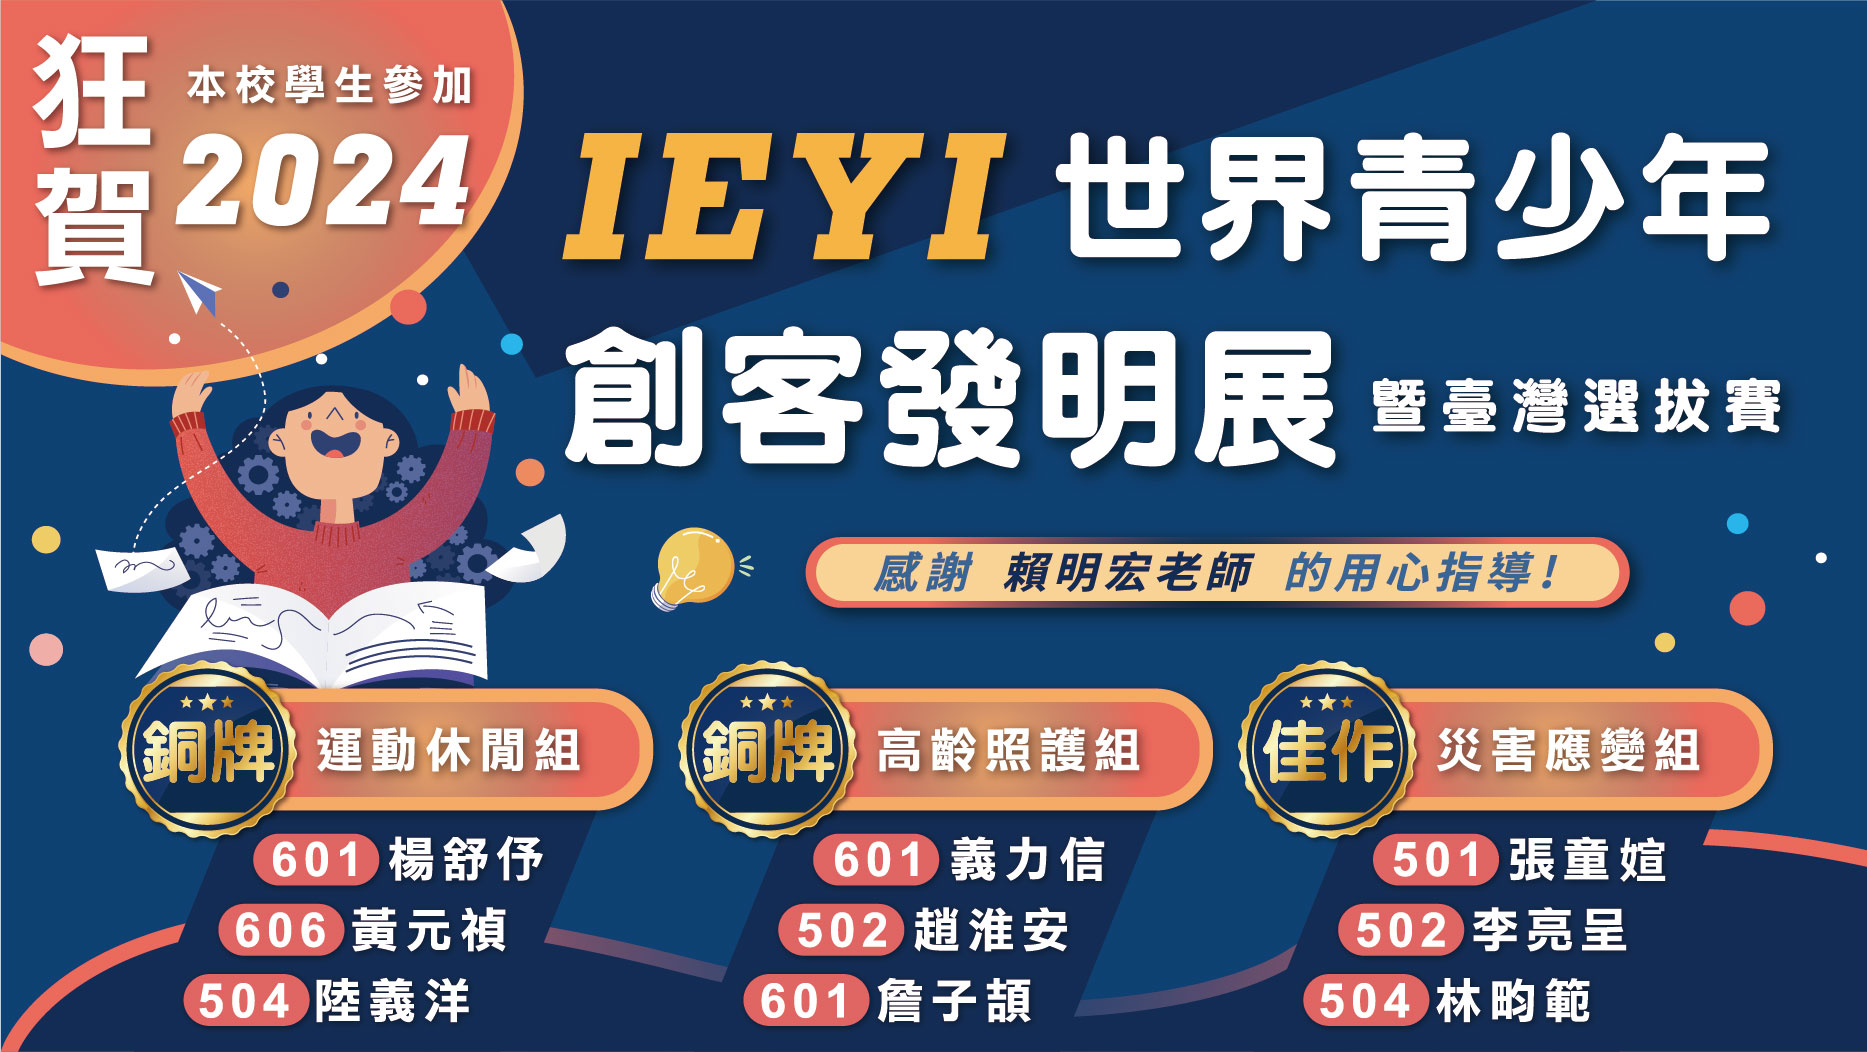 狂賀
本校學生參加
2024
IEYI 世界青少年
創客發明展 暨臺灣選拔賽
感謝 賴明宏老師 的用心指導!
銅牌 運動休閒組
601 楊舒伃
606 黃元禎
504 陸義洋
銅牌 高齡照護組
601 義力信
502 趙淮安
601 詹子頡
佳作 災害應變組
501 張童媗
502 李亮呈
504 林畇範